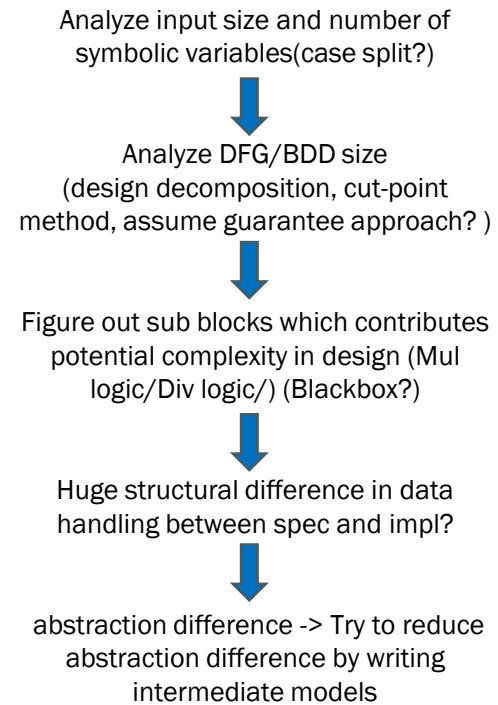 Analyze input size and number of
symbolic variables(case split?)
Analyze DFG/BDD size
(design decomposition, cut-point
method, assume guarantee approach? )
Figure out sub blocks which contributes
potential complexity in design (Mul
logic/Div logic/) (Blackbox?)
Huge structural difference in data
handling between spec and impl?
abstraction difference -> Try to reduce
abstraction difference by writing
intermediate models